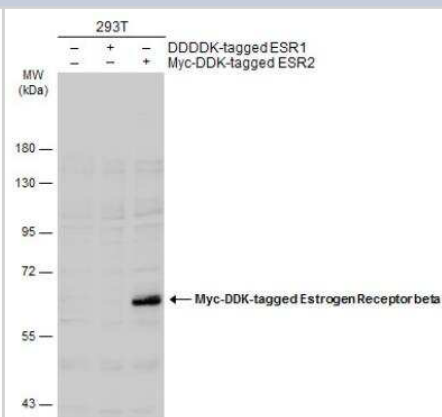 293T
– + – DDDDK-tagged ESR1
– – + Myc-DDK-tagged ESR2
MW
(kDa)
180 —
130 —
95 —
72 —
← Myc-DDK-tagged Estrogen Receptor beta
55 —
43 —